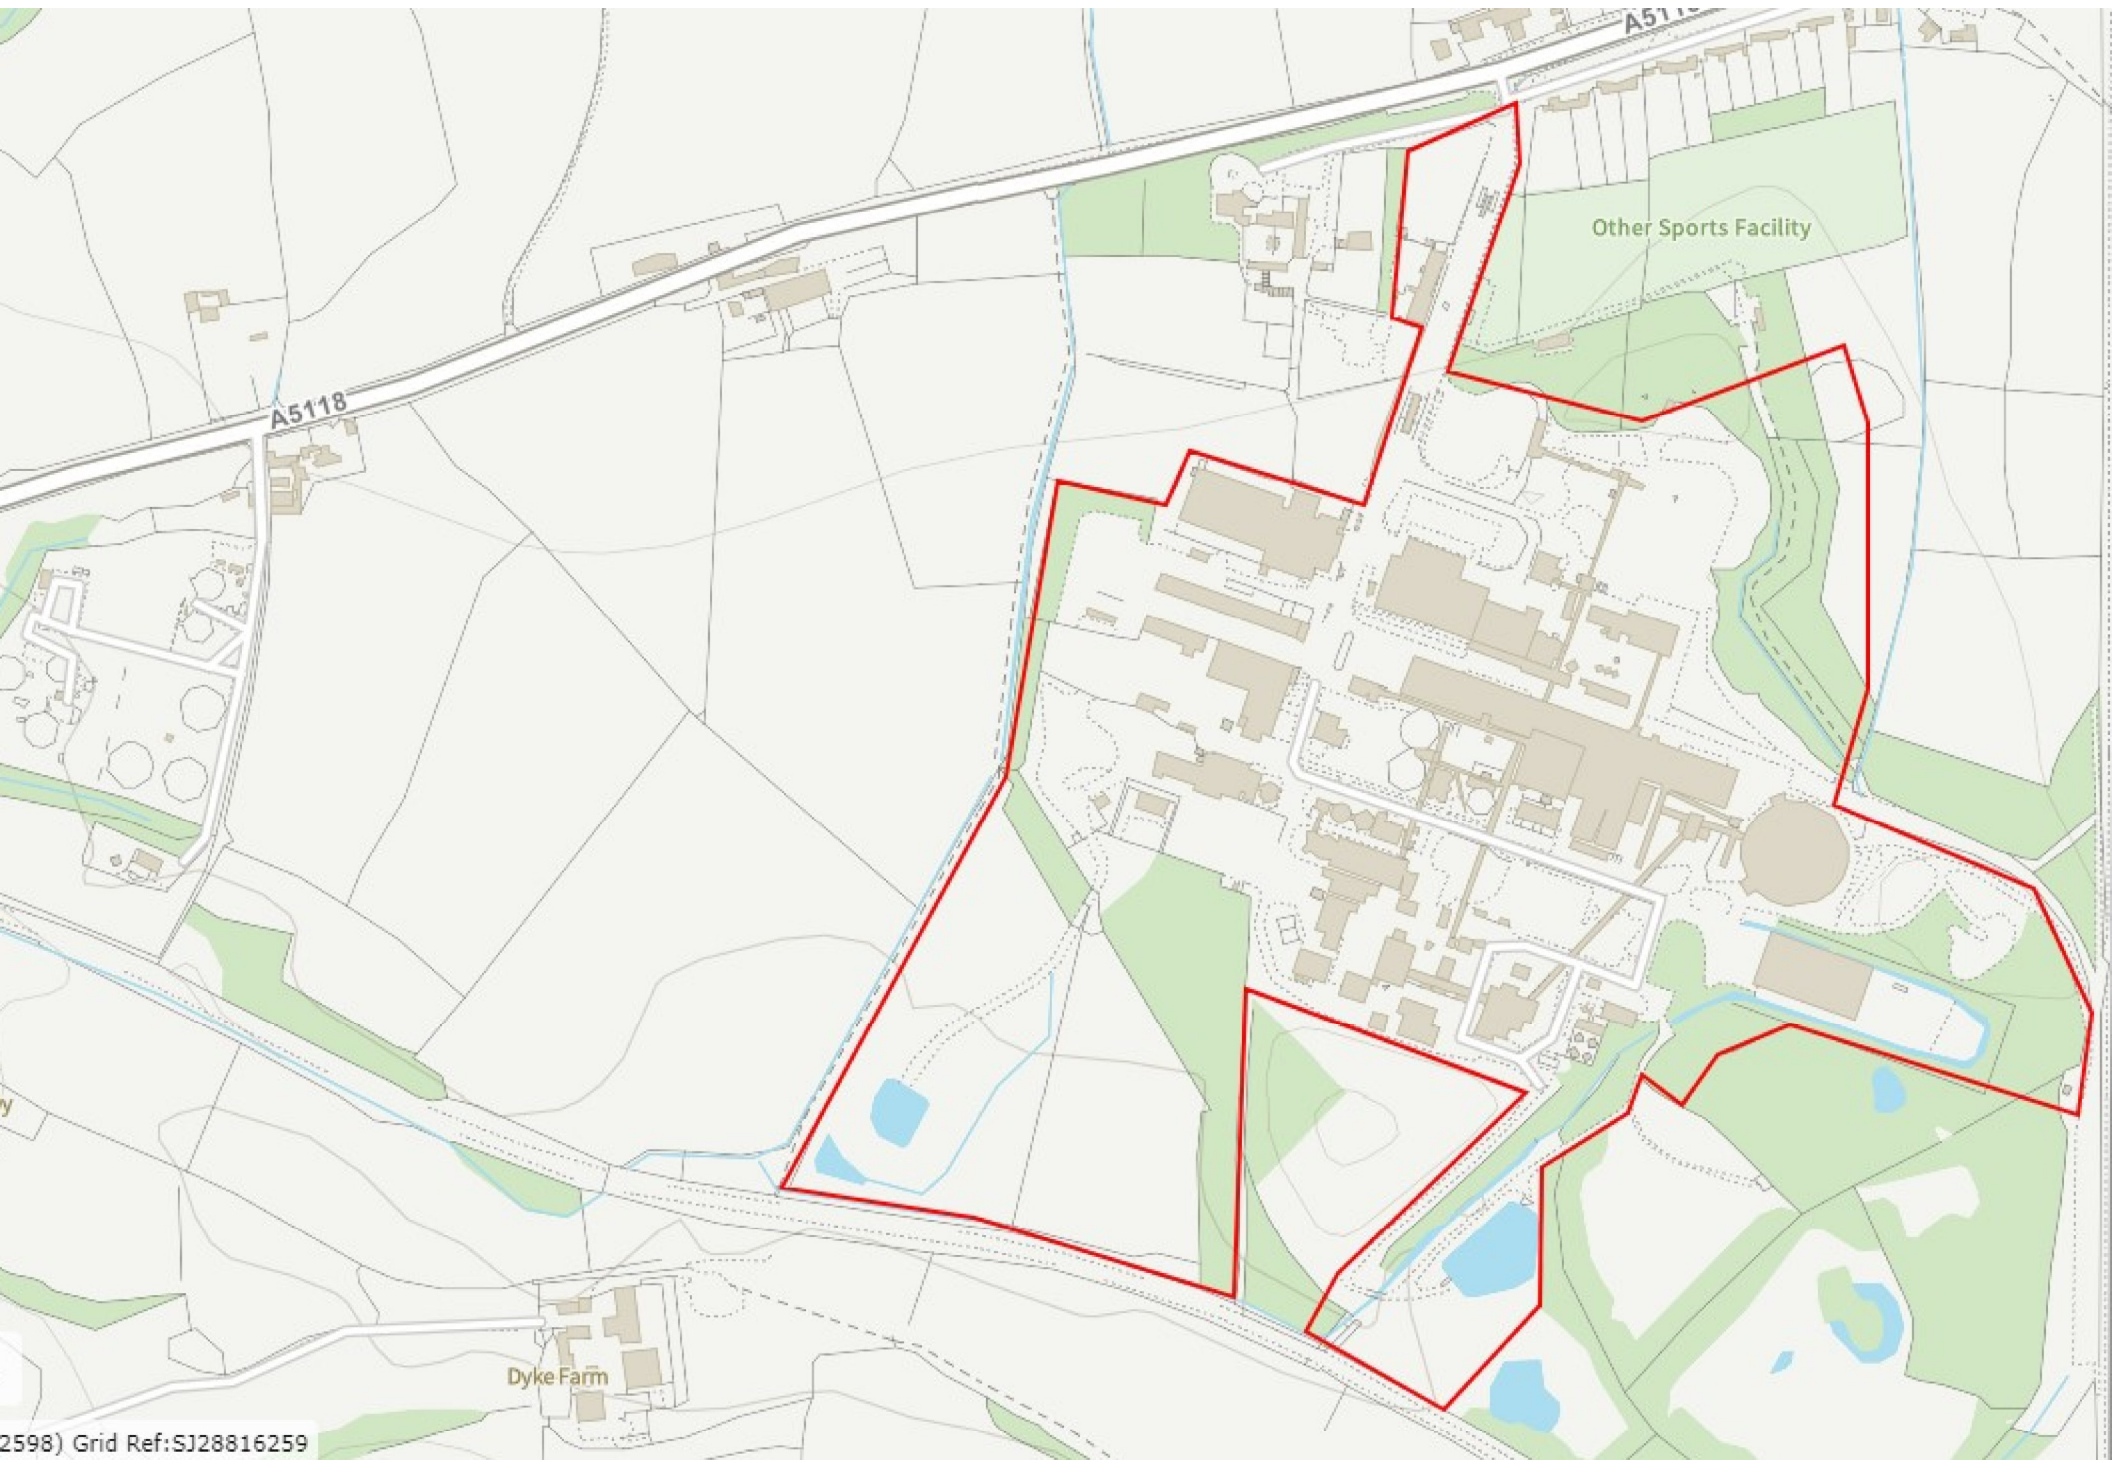 A5118
Other Sports Facility
A5118
Dyke Farm
2598) Grid Ref:SJ28816259